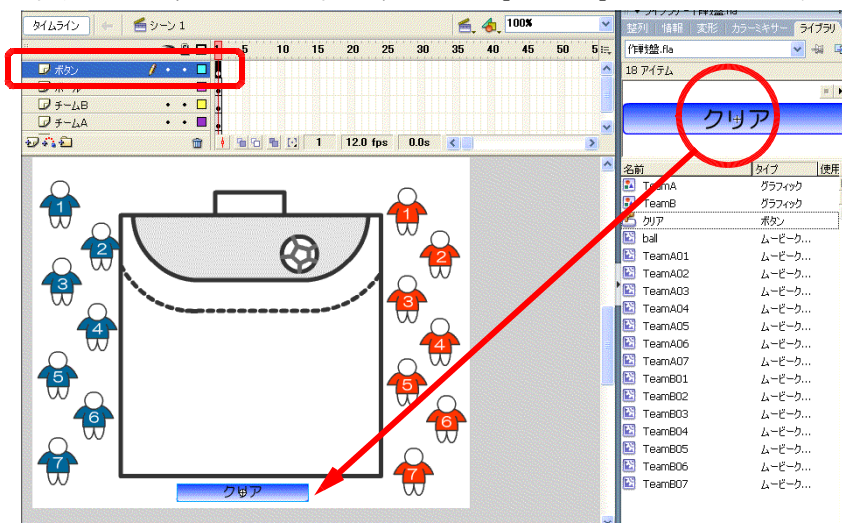 タイムライン シーン 1 100%
整列 情報 変形 カラーミキサー ライブラリ
5 10 15 20 25 30 35 40 45 50 5
作戦盤.fla
ボタン
18 アイテム
チームB
チームA
1 12.0 fps 0.0s
クリア
名前 タイプ 使用
TeamA グラフィック
TeamB グラフィック
クリア ボタン
ball ムービーク...
TeamA01 ムービーク...
TeamA02 ムービーク...
TeamA03 ムービーク...
TeamA04 ムービーク...
TeamA05 ムービーク...
TeamA06 ムービーク...
TeamA07 ムービーク...
TeamB01 ムービーク...
TeamB02 ムービーク...
TeamB03 ムービーク...
TeamB04 ムービーク...
TeamB05 ムービーク...
TeamB06 ムービーク...
TeamB07 ムービーク...
1 1
2 2
3 3
4 4
5 5
6 6
7 7
クリア